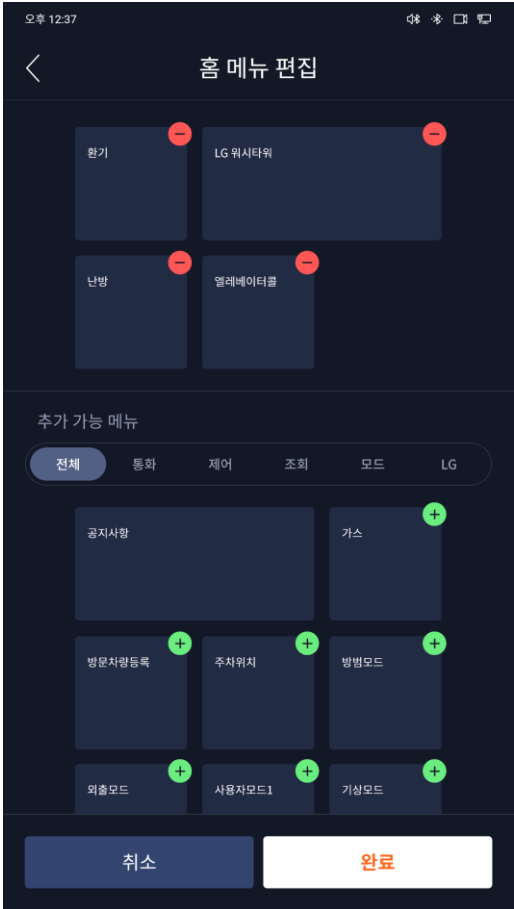 오후 12:37
홈 메뉴 편집
환기
LG 워시타워
난방
엘레베이터콜
추가 가능 메뉴
전체 통화 제어 조회 모드 LG
공지사항
가스
방문차량등록
주차위치
방범모드
외출모드
사용자모드1
기상모드
취소
완료